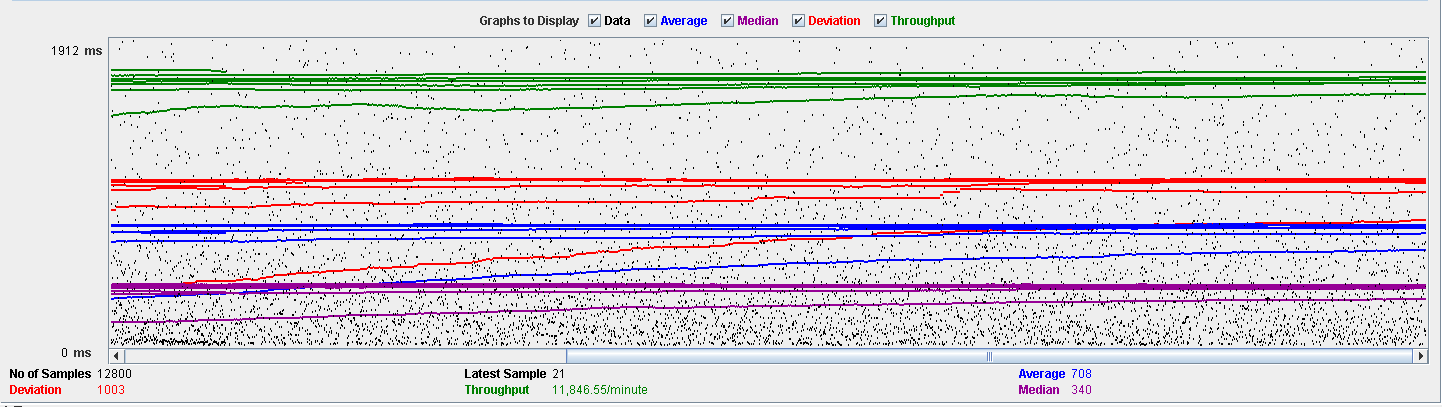 Graphs to Display Data Average Median Deviation Throughput
1912 ms
0 ms
No of Samples 12800 Latest Sample 21 Average 708
Deviation 1003 Throughput 11,846.55/minute Median 340